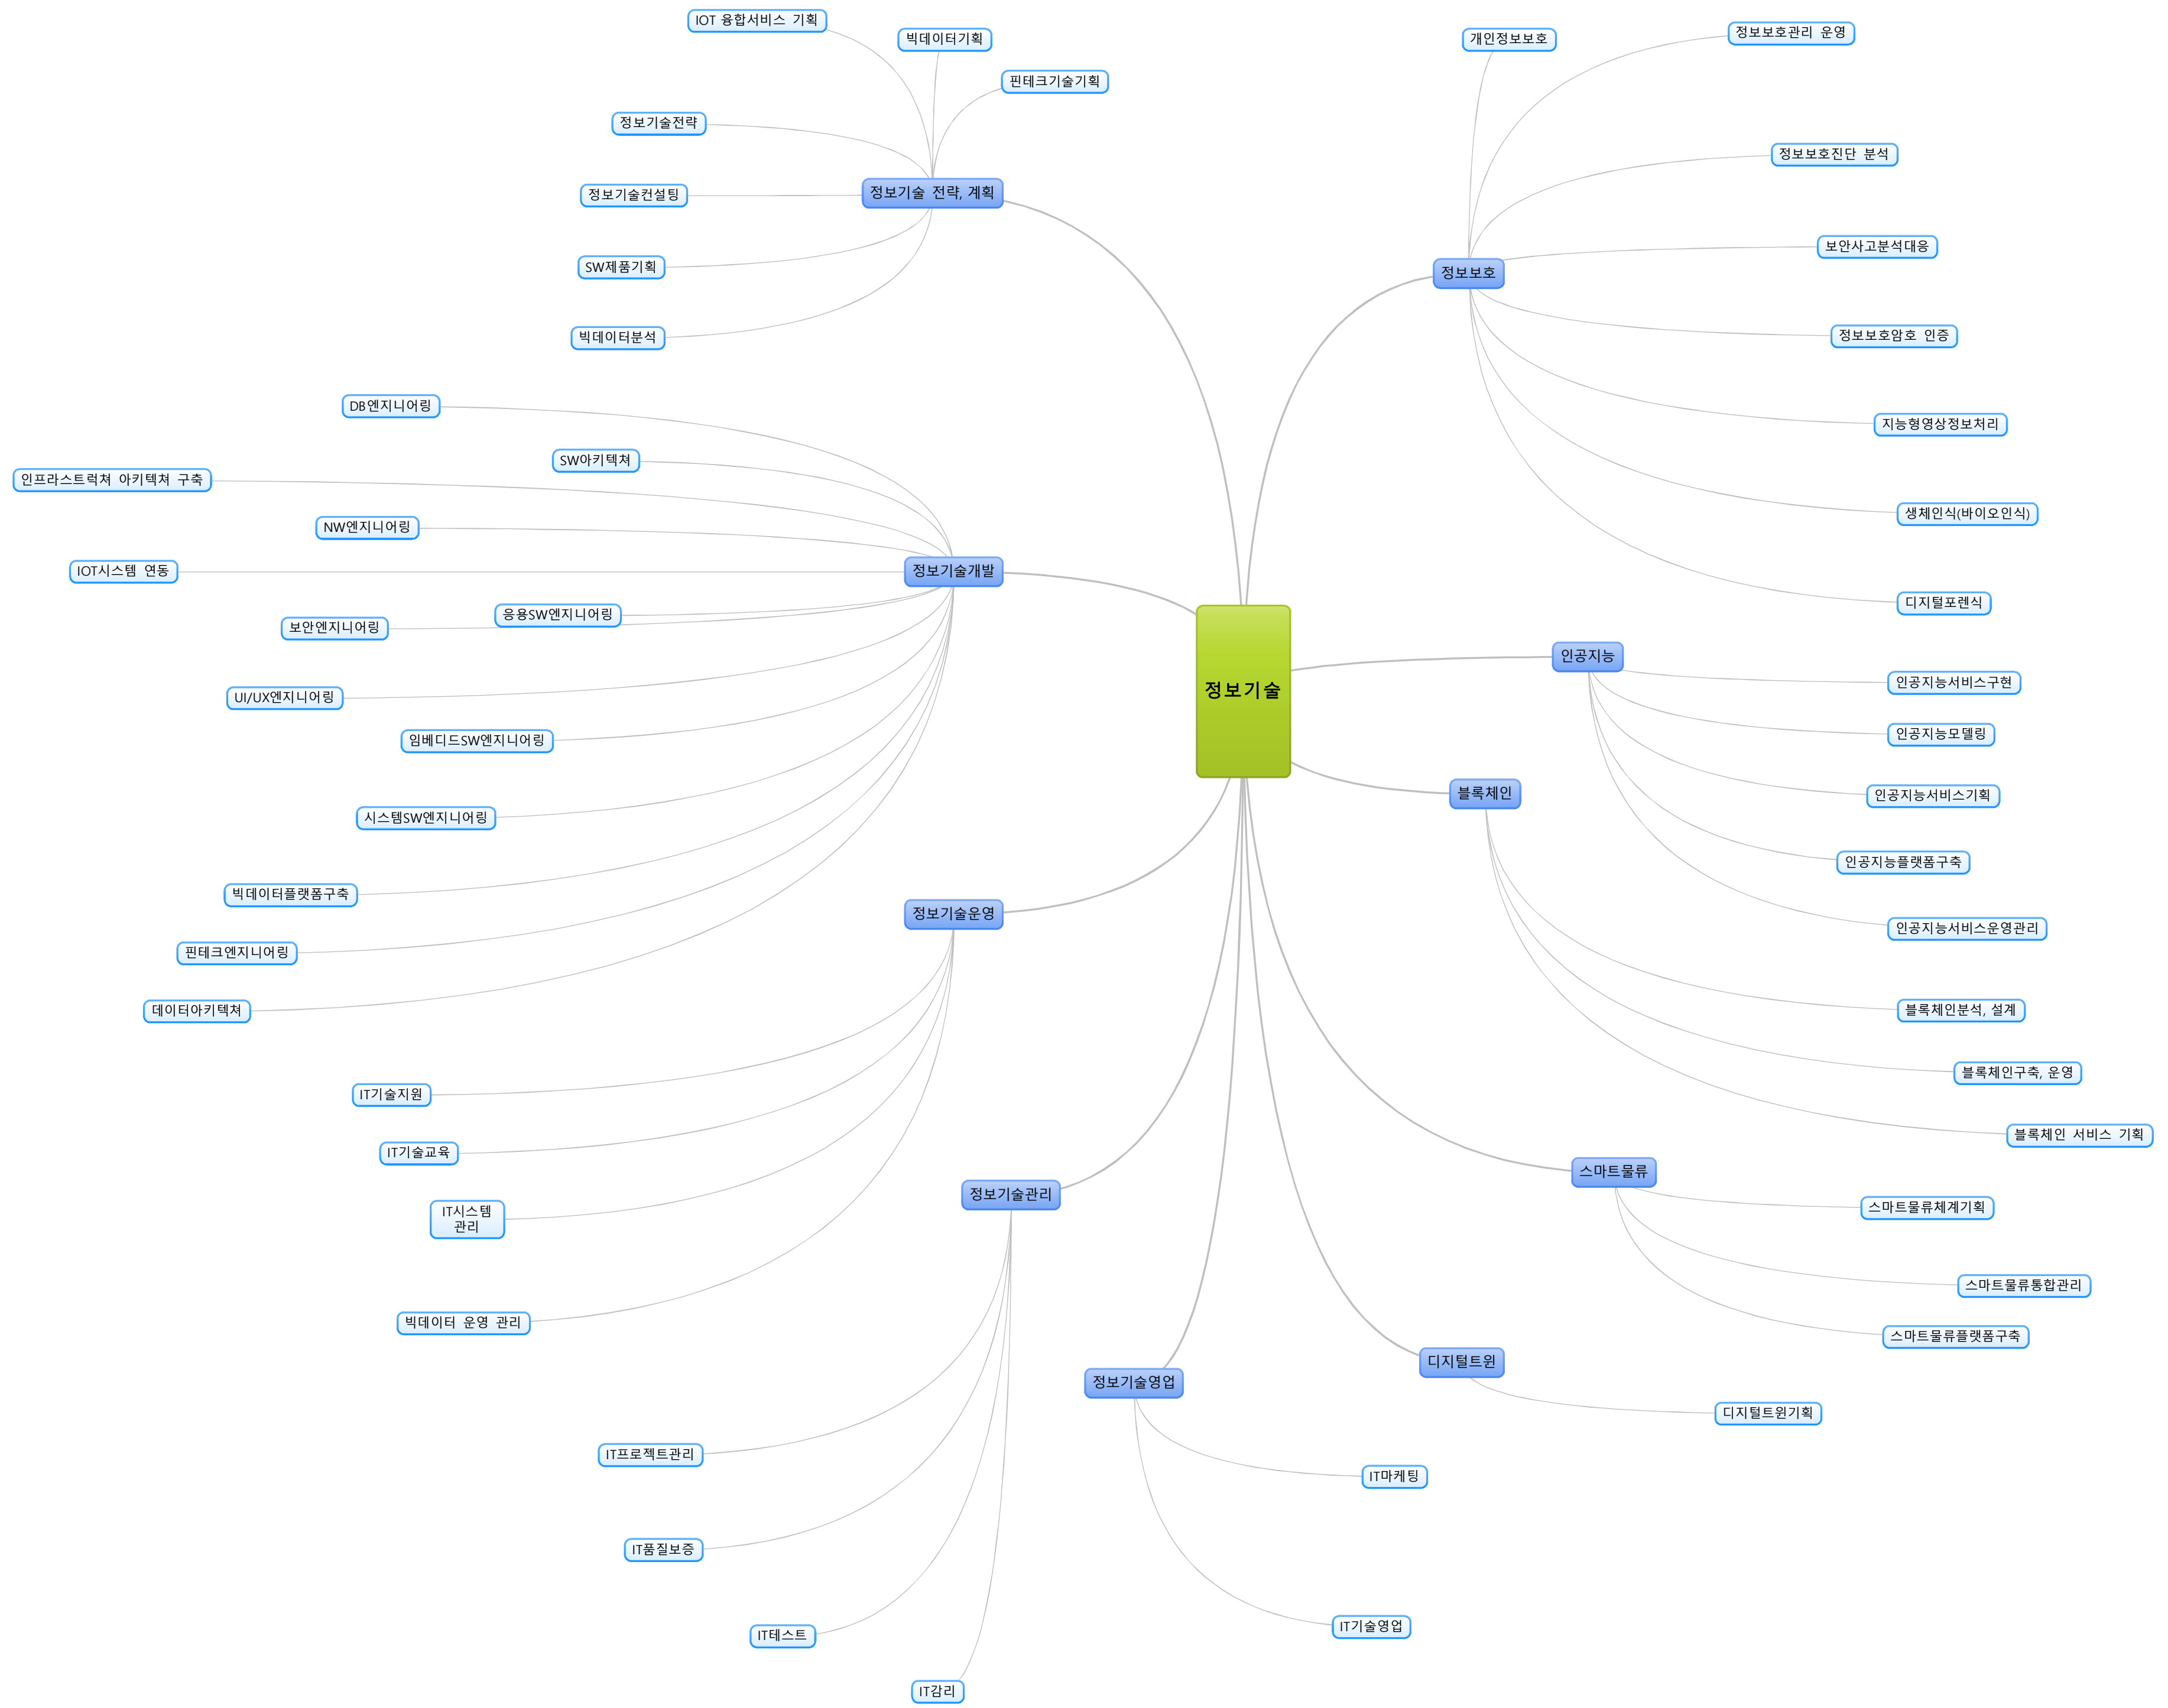 정보기술
정보기술 전략, 계획
IOT 융합서비스 기획
빅데이터기획
핀테크기술기획
정보기술전략
정보기술컨설팅
SW제품기획
빅데이터분석
정보기술개발
DB엔지니어링
SW아키텍쳐
인프라스트럭쳐 아키텍쳐 구축
NW엔지니어링
IOT시스템 연동
응용SW엔지니어링
보안엔지니어링
UI/UX엔지니어링
임베디드SW엔지니어링
시스템SW엔지니어링
빅데이터플랫폼구축
핀테크엔지니어링
데이터아키텍쳐
정보기술운영
IT기술지원
IT기술교육
IT시스템
관리
빅데이터 운영 관리
정보기술관리
IT프로젝트관리
IT품질보증
IT테스트
IT감리
정보기술영업
IT마케팅
IT기술영업
정보보호
개인정보보호
정보보호관리 운영
정보보호진단 분석
보안사고분석대응
정보보호암호 인증
지능형영상정보처리
생체인식(바이오인식)
디지털포렌식
인공지능
인공지능서비스구현
인공지능모델링
인공지능서비스기획
인공지능플랫폼구축
인공지능서비스운영관리
블록체인
블록체인분석, 설계
블록체인구축, 운영
블록체인 서비스 기획
스마트물류
스마트물류체계기획
스마트물류통합관리
스마트물류플랫폼구축
디지털트윈
디지털트윈기획